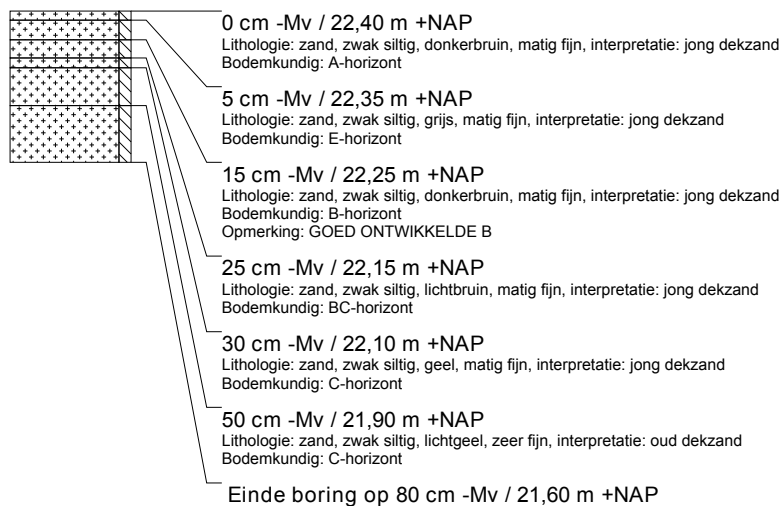 0 cm -Mv / 22,40 m +NAP
Lithologie: zand, zwak siltig, donkerbruin, matig fijn, interpretatie: jong dekzand
Bodemkundig: A-horizont
5 cm -Mv / 22,35 m +NAP
Lithologie: zand, zwak siltig, grijs, matig fijn, interpretatie: jong dekzand
Bodemkundig: E-horizont
15 cm -Mv / 22,25 m +NAP
Lithologie: zand, zwak siltig, donkerbruin, matig fijn, interpretatie: jong dekzand
Bodemkundig: B-horizont
Opmerking: GOED ONTWIKKELDE B
25 cm -Mv / 22,15 m +NAP
Lithologie: zand, zwak siltig, lichtbruin, matig fijn, interpretatie: jong dekzand
Bodemkundig: BC-horizont
30 cm -Mv / 22,10 m +NAP
Lithologie: zand, zwak siltig, geel, matig fijn, interpretatie: jong dekzand
Bodemkundig: C-horizont
50 cm -Mv / 21,90 m +NAP
Lithologie: zand, zwak siltig, lichtgeel, zeer fijn, interpretatie: oud dekzand
Bodemkundig: C-horizont
Einde boring op 80 cm -Mv / 21,60 m +NAP